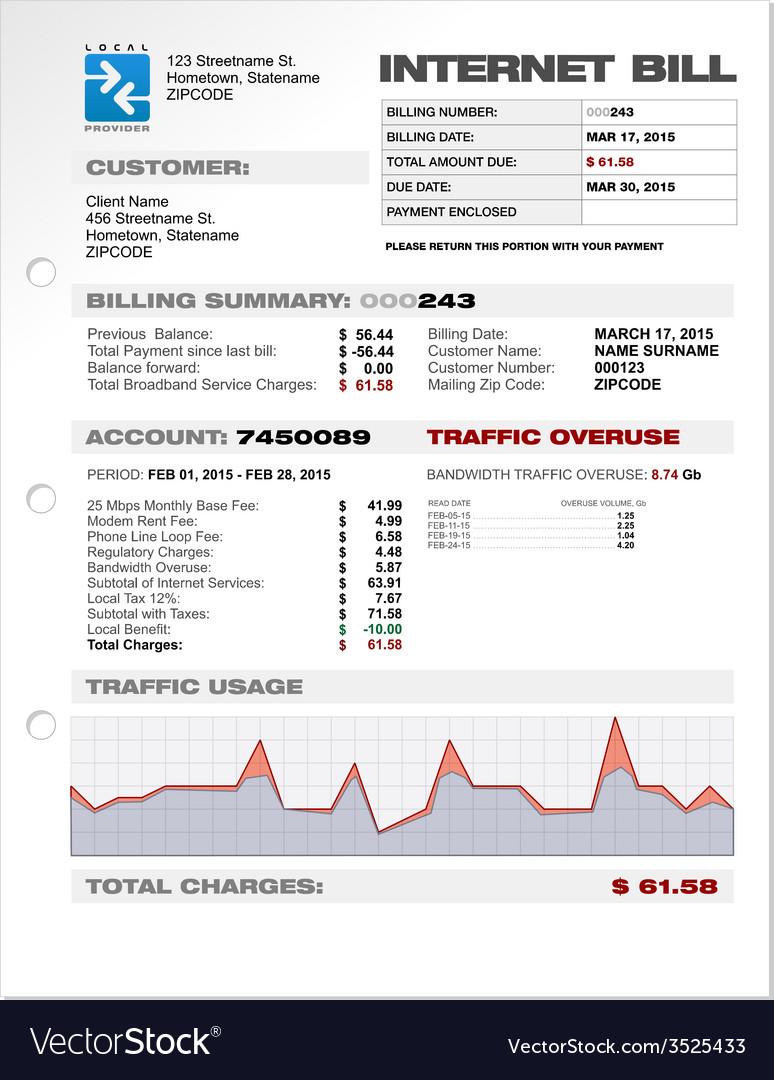 LOCAL
PROVIDER
123 Streetname St.
Hometown, Statename
ZIPCODE
INTERNET BILL
BILLING NUMBER: 000243
BILLING DATE: MAR 17, 2015
TOTAL AMOUNT DUE: $ 61.58
DUE DATE: MAR 30, 2015
PAYMENT ENCLOSED
PLEASE RETURN THIS PORTION WITH YOUR PAYMENT
CUSTOMER:
Client Name
456 Streetname St.
Hometown, Statename
ZIPCODE
BILLING SUMMARY: 000243
Previous Balance: $ 56.44
Total Payment since last bill: $ -56.44
Balance forward: $ 0.00
Total Broadband Service Charges: $ 61.58
Billing Date: MARCH 17, 2015
Customer Name: NAME SURNAME
Customer Number: 000123
Mailing Zip Code: ZIPCODE
ACCOUNT: 7450089
PERIOD: FEB 01, 2015 - FEB 28, 2015
25 Mbps Monthly Base Fee: $ 41.99
Modem Rent Fee: $ 4.99
Phone Line Loop Fee: $ 6.58
Regulatory Charges: $ 4.48
Bandwidth Overuse: $ 5.87
Subtotal of Internet Services: $ 63.91
Local Tax 12%: $ 7.67
Subtotal with Taxes: $ 71.58
Local Benefit: $ -10.00
Total Charges: $ 61.58
TRAFFIC OVERUSE
BANDWIDTH TRAFFIC OVERUSE: 8.74 Gb
READ DATE OVERUSE VOLUME, Gb
FEB-05-15 1.25
FEB-11-15 2.25
FEB-19-15 1.04
FEB-24-15 4.20
TRAFFIC USAGE
TOTAL CHARGES: $ 61.58
VectorStock®
VectorStock.com/3525433